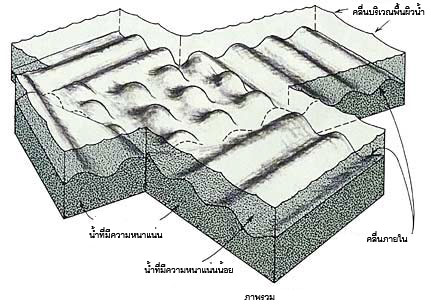 คลื่นบริเวณพื้นผิวน้ำ
น้ำที่มีความหนาแน่น
คลื่นภายใน
น้ำที่มีความหนาแน่นน้อย
ภาพรวม